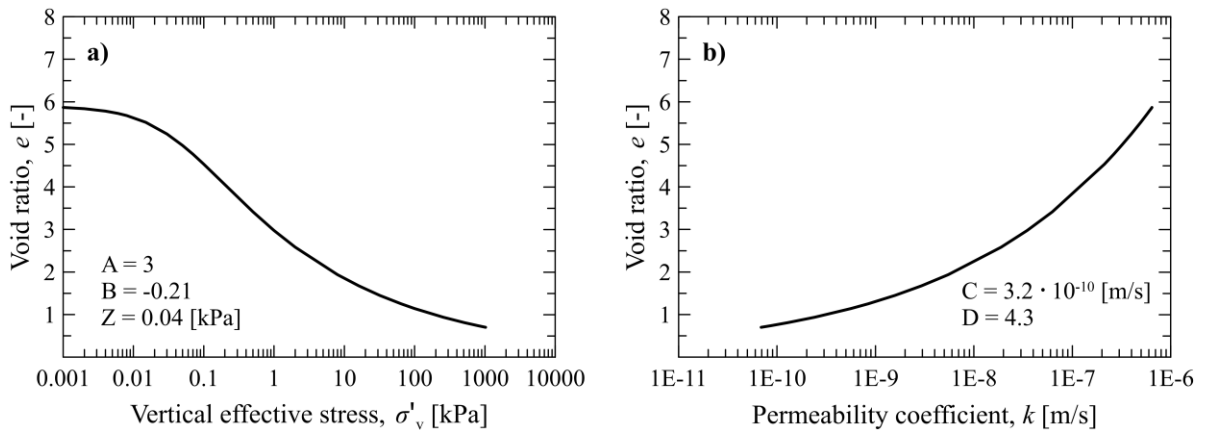 a)
8
7
6
5
4
3
2
1
Void ratio, e [-]
A = 3
B = -0.21
Z = 0.04 [kPa]
0.001 0.01 0.1 1 10 100 1000 10000
Vertical effective stress, σ'v [kPa]
b)
8
7
6
5
4
3
2
1
Void ratio, e [-]
C = 3.2 · 10-10 [m/s]
D = 4.3
1E-11 1E-10 1E-9 1E-8 1E-7 1E-6
Permeability coefficient, k [m/s]